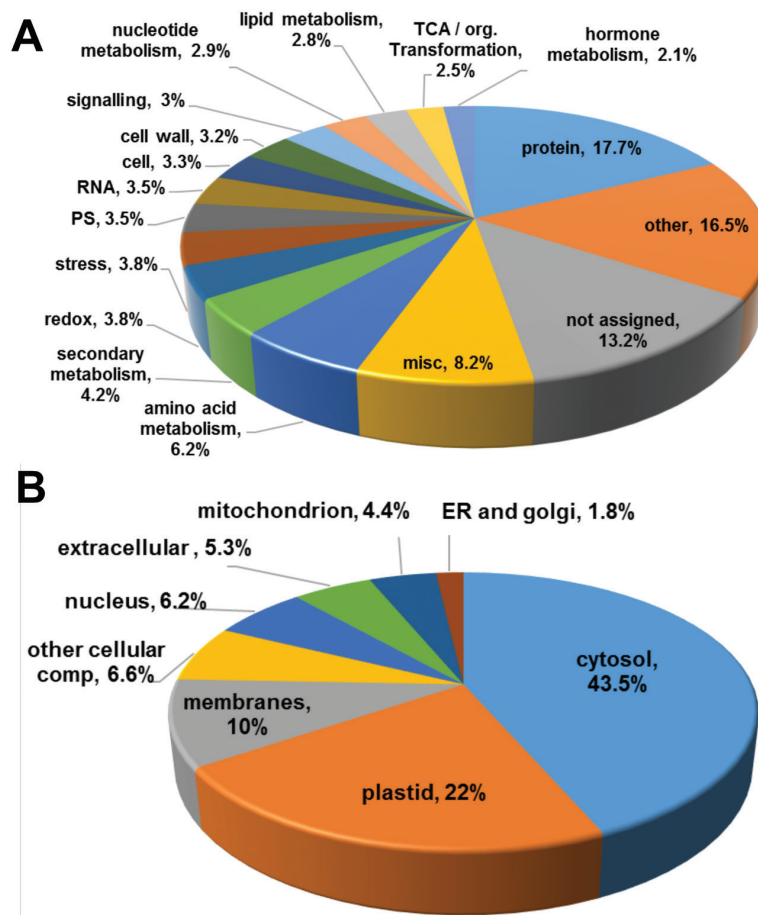 A
nucleotide
metabolism, 2.9%
lipid metabolism,
2.8%
TCA / org.
Transformation,
2.5%
hormone
metabolism, 2.1%
signalling, 3%
cell wall, 3.2%
cell, 3.3%
RNA, 3.5%
PS, 3.5%
stress, 3.8%
redox, 3.8%
secondary
metabolism,
4.2%
amino acid
metabolism,
6.2%
misc, 8.2%
not assigned,
13.2%
other, 16.5%
protein, 17.7%
B
mitochondrion, 4.4%
ER and golgi, 1.8%
extracellular , 5.3%
nucleus, 6.2%
other cellular
comp, 6.6%
membranes,
10%
plastid, 22%
cytosol,
43.5%